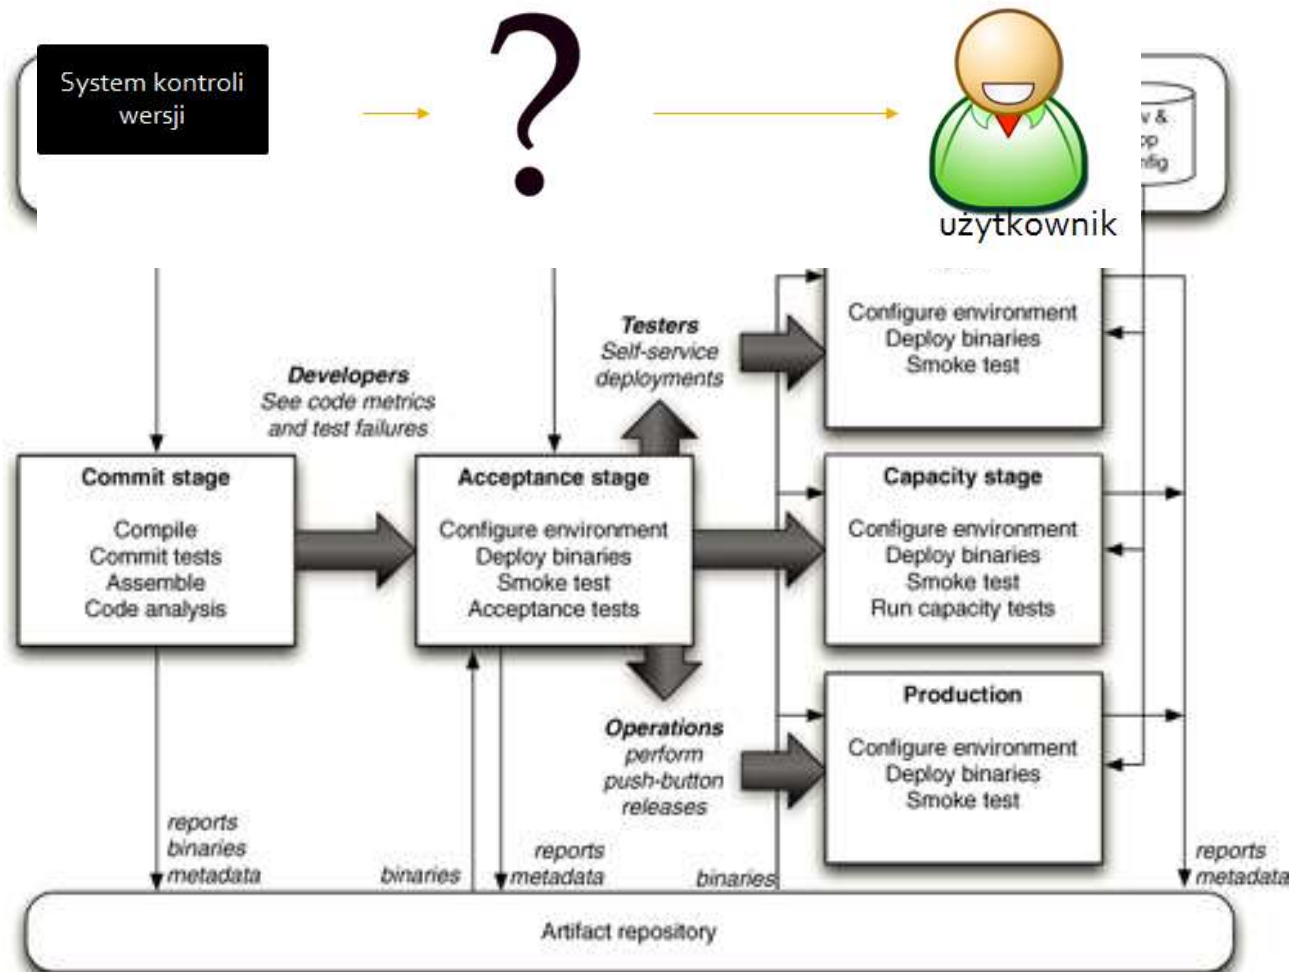 System kontroli
wersji
?
użytkownik
Configure environment
Deploy binaries
Smoke test
Testers
Self-service
deployments
Developers
See code metrics
and test failures
Commit stage
Compile
Commit tests
Assemble
Code analysis
Acceptance stage
Configure environment
Deploy binaries
Smoke test
Acceptance tests
Capacity stage
Configure environment
Deploy binaries
Smoke test
Run capacity tests
Operations
perform
push-button
releases
Production
Configure environment
Deploy binaries
Smoke test
reports
binaries
metadata
binaries
reports
metadata
binaries
reports
metadata
Artifact repository